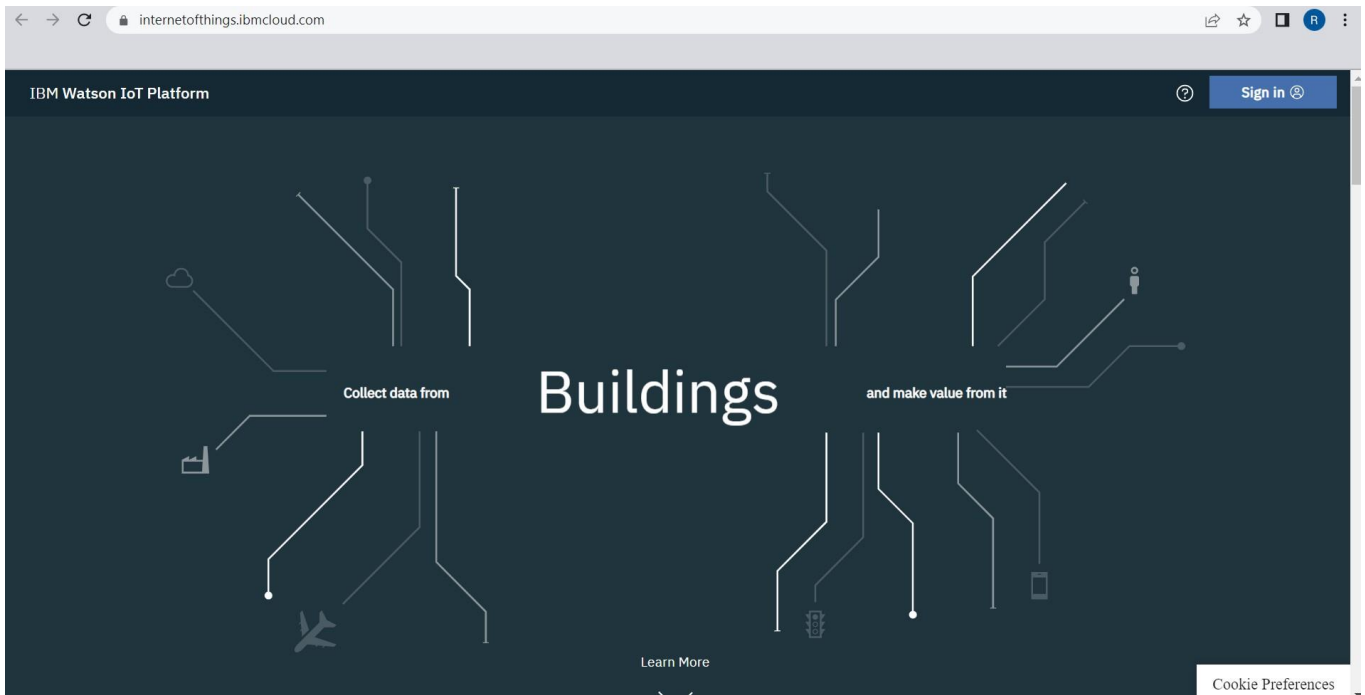 internetofthings.ibmcloud.com
R
IBM Watson IoT Platform
Sign in
Collect data from
Buildings
and make value from it
Learn More
Cookie Preferences